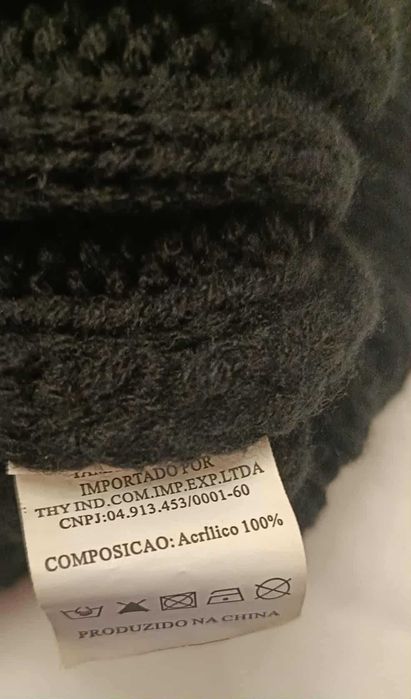 IMPORTADO POR
THY IND.COM.IMP.EXP.LTDA
CNPJ:04.913.453/0001-60
COMPOSICAO: Acrílico 100%
PRODUZIDO NA CHINA